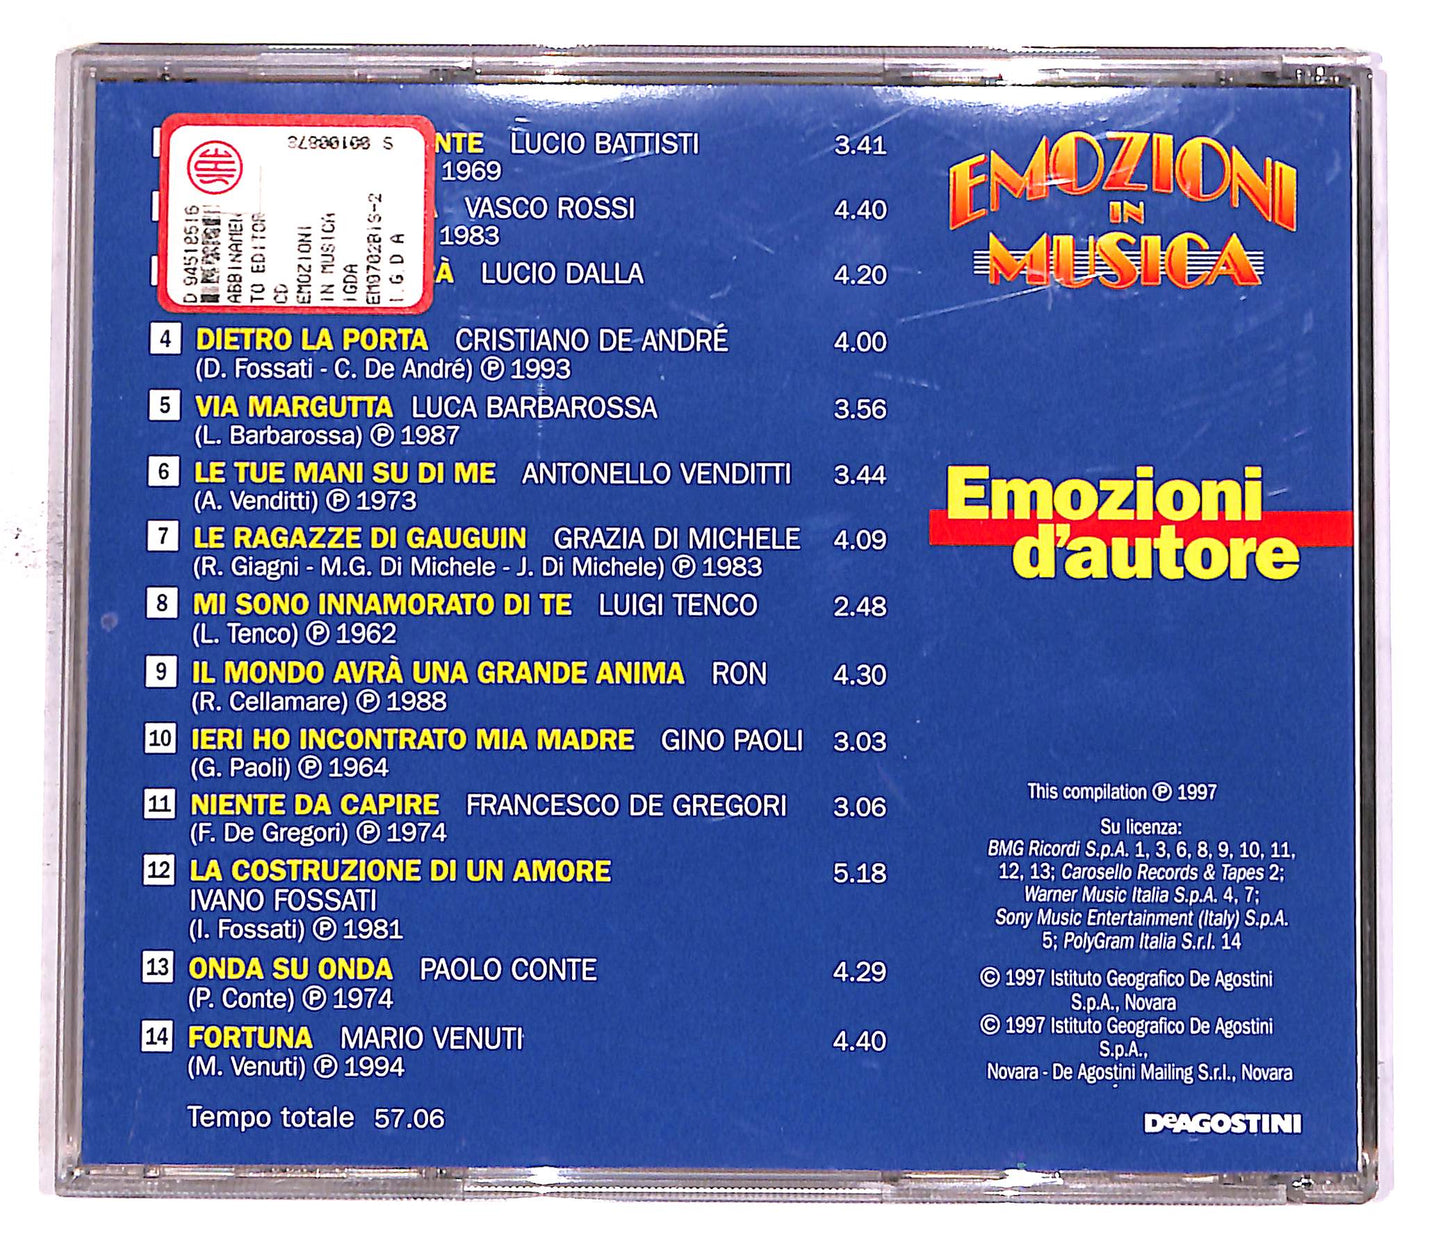 NTE LUCIO BATTISTI 3.41
1969
VASCO ROSSI 4.40
1983
RÀ LUCIO DALLA 4.20
4 DIETRO LA PORTA CRISTIANO DE ANDRÉ 4.00
(D. Fossati - C. De André) ℗ 1993
5 VIA MARGUTTA LUCA BARBAROSSA 3.56
(L. Barbarossa) ℗ 1987
6 LE TUE MANI SU DI ME ANTONELLO VENDITTI 3.44
(A. Venditti) ℗ 1973
7 LE RAGAZZE DI GAUGUIN GRAZIA DI MICHELE 4.09
(R. Giagni - M.G. Di Michele - J. Di Michele) ℗ 1983
8 MI SONO INNAMORATO DI TE LUIGI TENCO 2.48
(L. Tenco) ℗ 1962
9 IL MONDO AVRÀ UNA GRANDE ANIMA RON 4.30
(R. Cellamare) ℗ 1988
10 IERI HO INCONTRATO MIA MADRE GINO PAOLI 3.03
(G. Paoli) ℗ 1964
11 NIENTE DA CAPIRE FRANCESCO DE GREGORI 3.06
(F. De Gregori) ℗ 1974
12 LA COSTRUZIONE DI UN AMORE 5.18
IVANO FOSSATI
(I. Fossati) ℗ 1981
13 ONDA SU ONDA PAOLO CONTE 4.29
(P. Conte) ℗ 1974
14 FORTUNA MARIO VENUTI 4.40
(M. Venuti) ℗ 1994
Tempo totale 57.06
SIAE
S 00100873
D 94518516
ABBINAMEN
TO EDITOR
CD
EMOZIONI
IN MUSICA
IGDA
EM0702B1S-2
I.G.D A
EMOZIONI
IN
MUSICA
Emozioni
d'autore
This compilation ℗ 1997
Su licenza:
BMG Ricordi S.p.A. 1, 3, 6, 8, 9, 10, 11,
12, 13; Carosello Records & Tapes 2;
Warner Music Italia S.p.A. 4, 7;
Sony Music Entertainment (Italy) S.p.A.
5; PolyGram Italia S.r.l. 14
© 1997 Istituto Geografico De Agostini
S.p.A., Novara
© 1997 Istituto Geografico De Agostini
S.p.A.,
Novara - De Agostini Mailing S.r.l., Novara
DeAGOSTINI